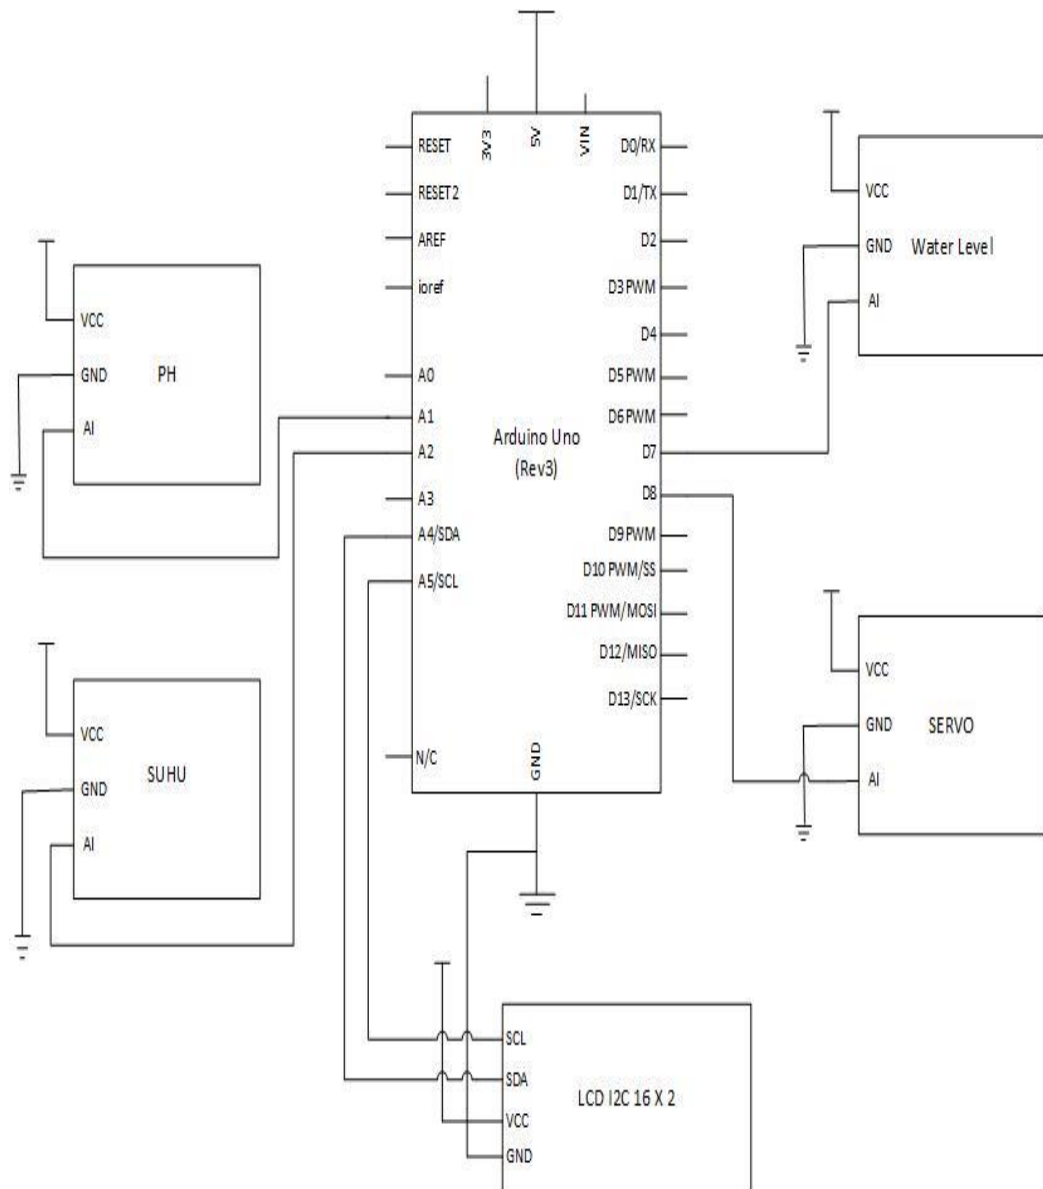 3V3
5V
VIN
RESET
RESET2
AREF
ioref
A0
A1
A2
A3
A4/SDA
A5/SCL
N/C
Arduino Uno
(Rev3)
GND
D0/RX
D1/TX
D2
D3 PWM
D4
D5 PWM
D6 PWM
D7
D8
D9 PWM
D10 PWM/SS
D11 PWM/MOSI
D12/MISO
D13/SCK
VCC
GND
AI
PH
VCC
GND
AI
SUHU
VCC
GND
AI
Water Level
VCC
GND
AI
SERVO
SCL
SDA
VCC
GND
LCD I2C 16 X 2